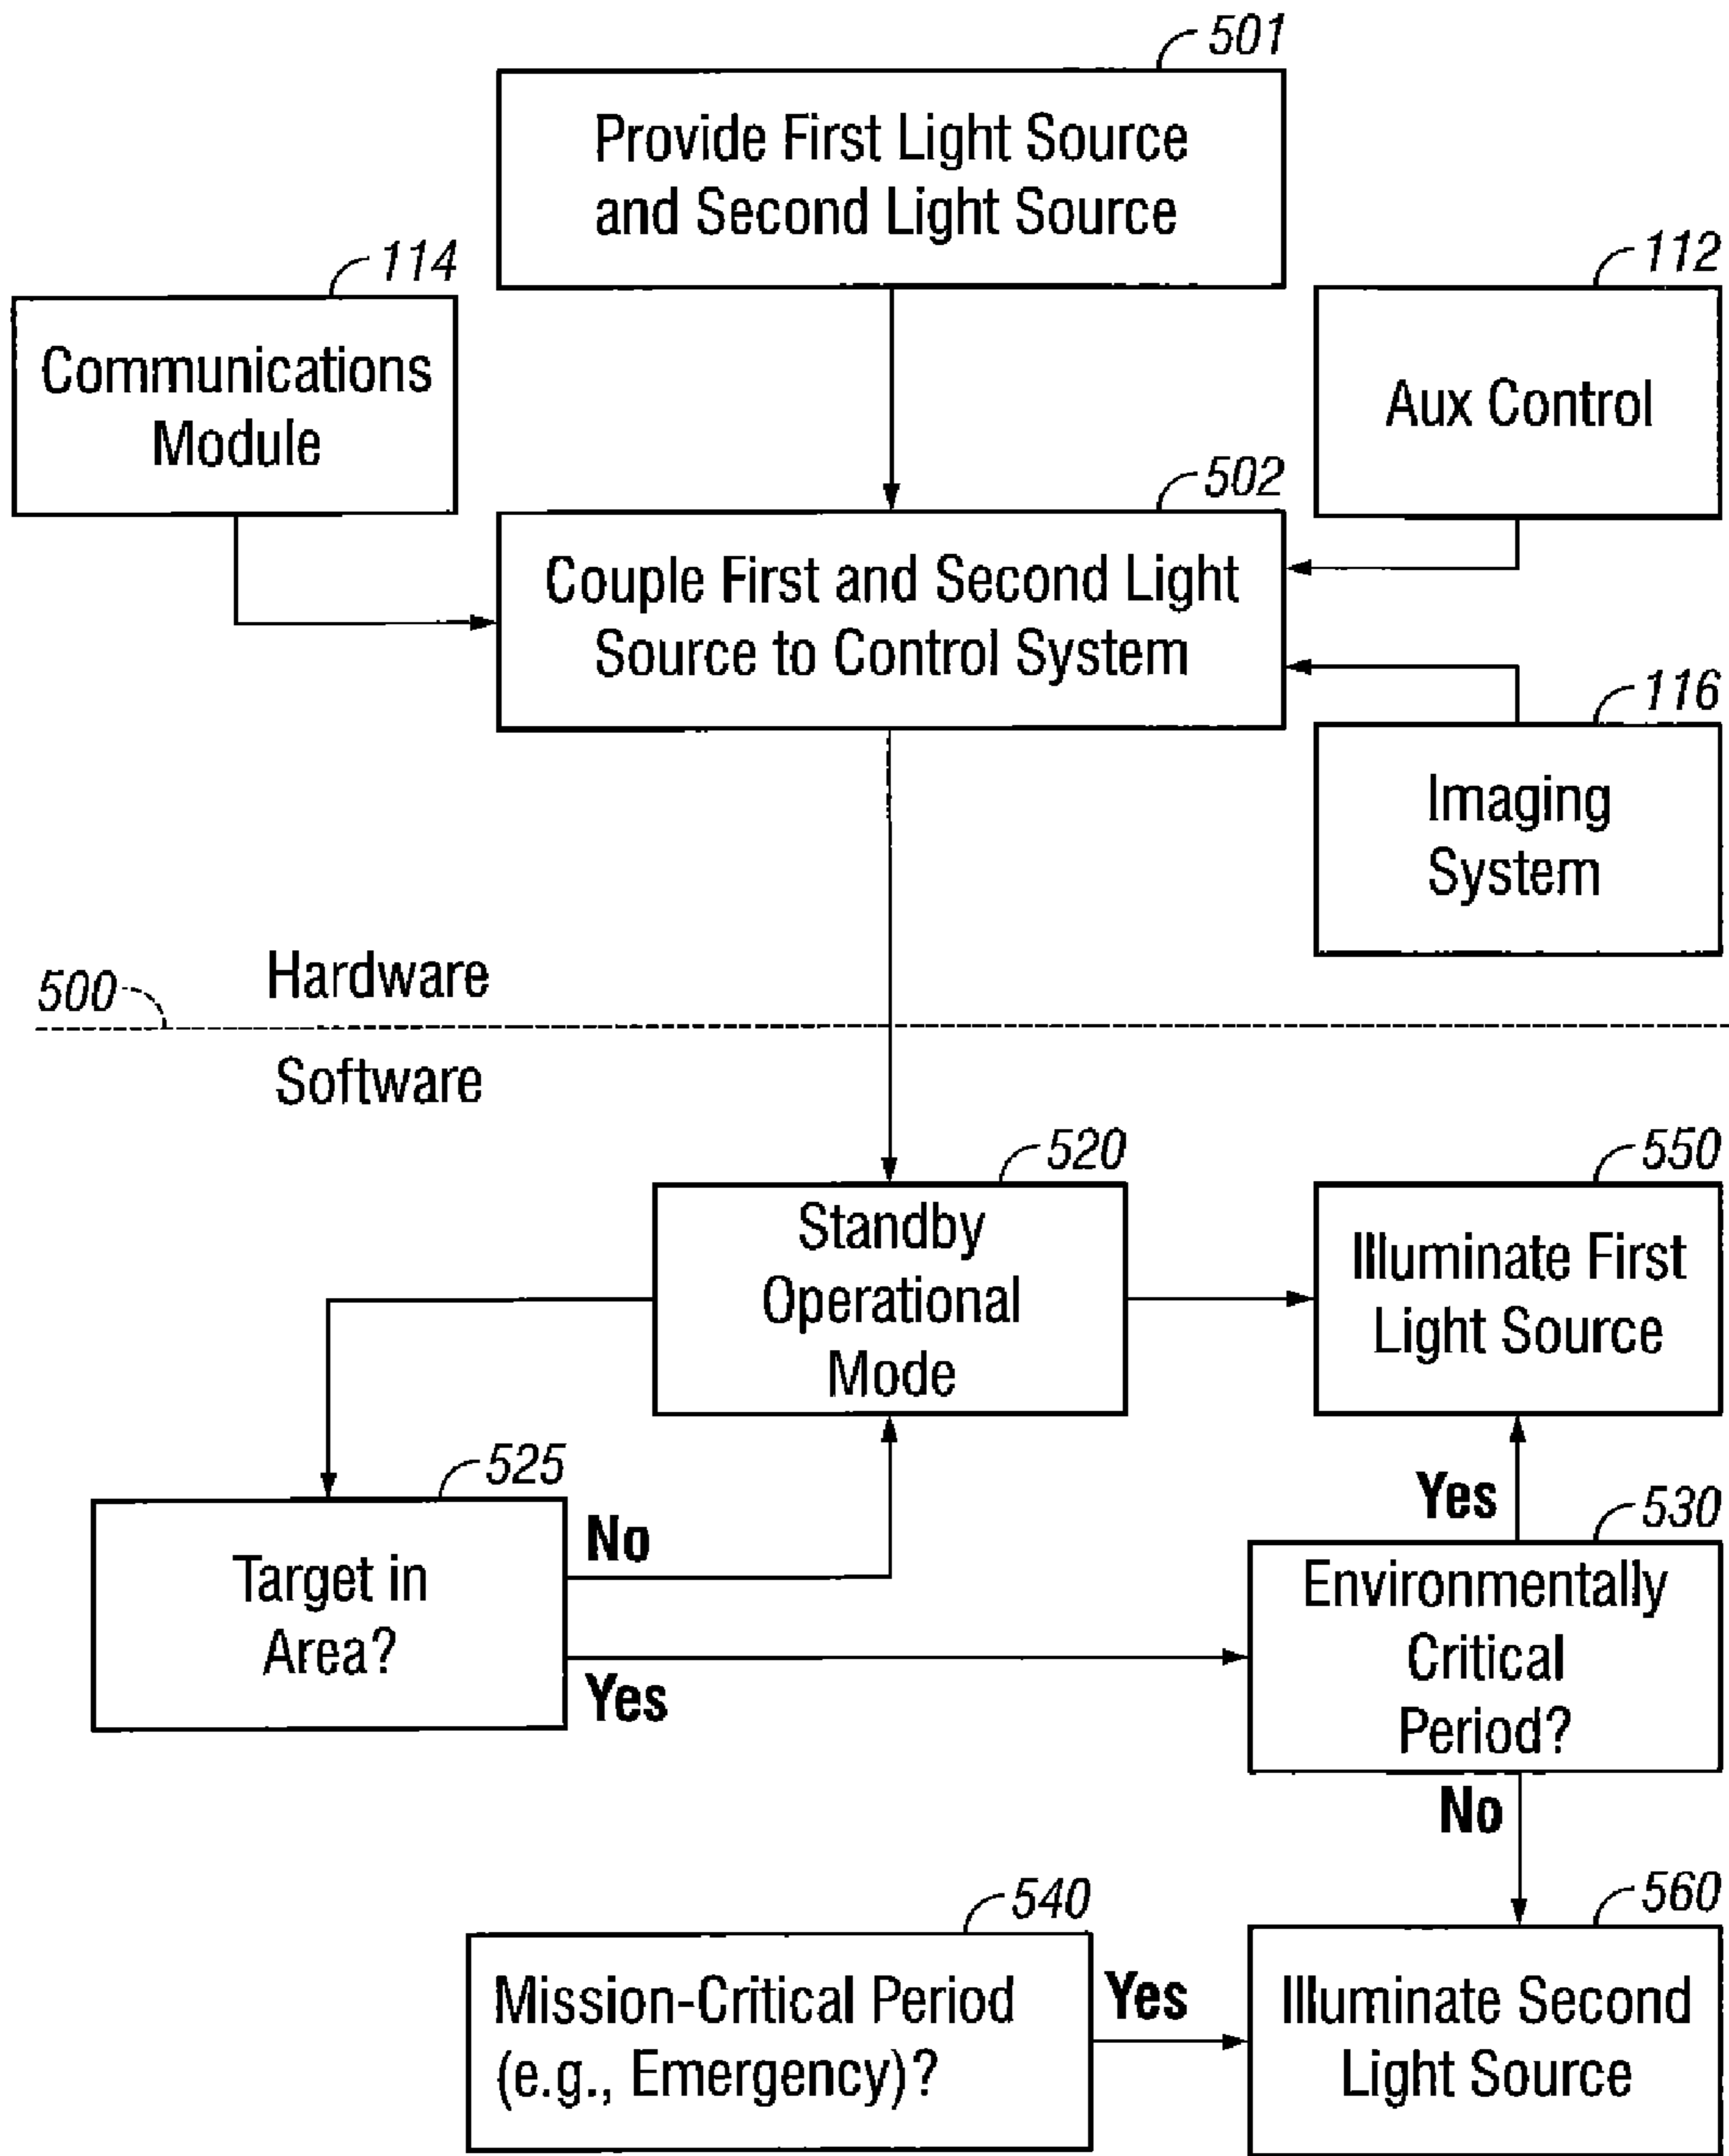 501
Provide First Light Source
and Second Light Source
114
Communications
Module
112
Aux Control
502
Couple First and Second Light
Source to Control System
116
Imaging
System
Hardware
500
Software
520
Standby
Operational
Mode
550
Illuminate First
Light Source
525
Target in
Area?
No
Yes
Yes
530
Environmentally
Critical
Period?
No
540
Mission-Critical Period
(e.g., Emergency)?
Yes
560
Illuminate Second
Light Source